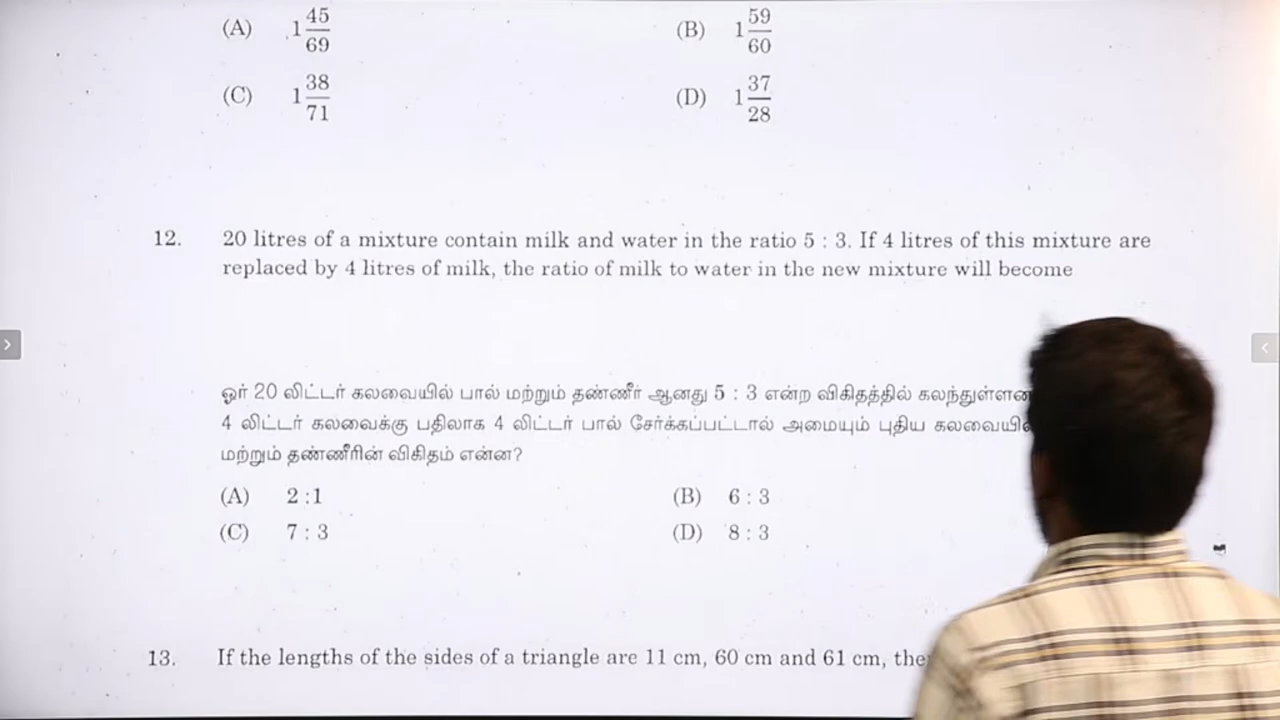 (A) 1 45/69 (B) 1 59/60
(C) 1 38/71 (D) 1 37/28
12. 20 litres of a mixture contain milk and water in the ratio 5 : 3. If 4 litres of this mixture are
replaced by 4 litres of milk, the ratio of milk to water in the new mixture will become
ஓர் 20 லிட்டர் கலவையில் பால் மற்றும் தண்ணீர் ஆனது 5 : 3 என்ற விகிதத்தில்
4 லிட்டர் கலவைக்கு பதிலாக 4 லிட்டர் பால் சேர்க்கப்பட்டால் அமையும் புதிய
மற்றும் தண்ணீரின் விகிதம் என்ன?
(A) 2 :1 (B) 6 : 3
(C) 7 : 3 (D) 8 : 3
13. If the lengths of the sides of a triangle are 11 cm, 60 cm and 61 cm,